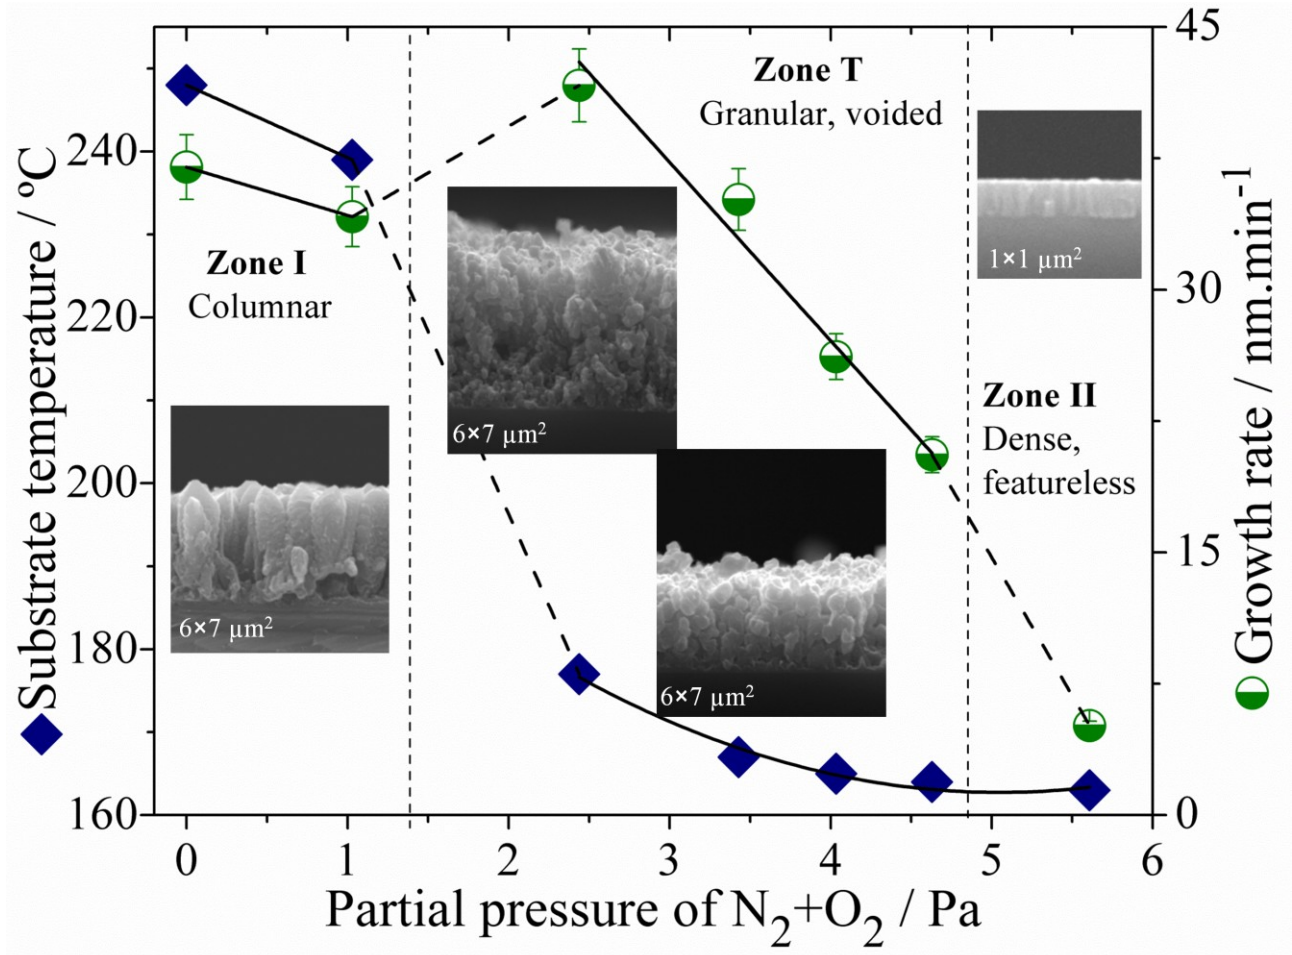 Substrate temperature / ºC
240
220
200
180
160
0
1
2
3
4
5
6
Partial pressure of N₂+O₂ / Pa
45
30
15
0
Growth rate / nm.min⁻¹
Zone I
Columnar
6×7 µm²
Zone T
Granular, voided
6×7 µm²
6×7 µm²
1×1 µm²
Zone II
Dense,
featureless